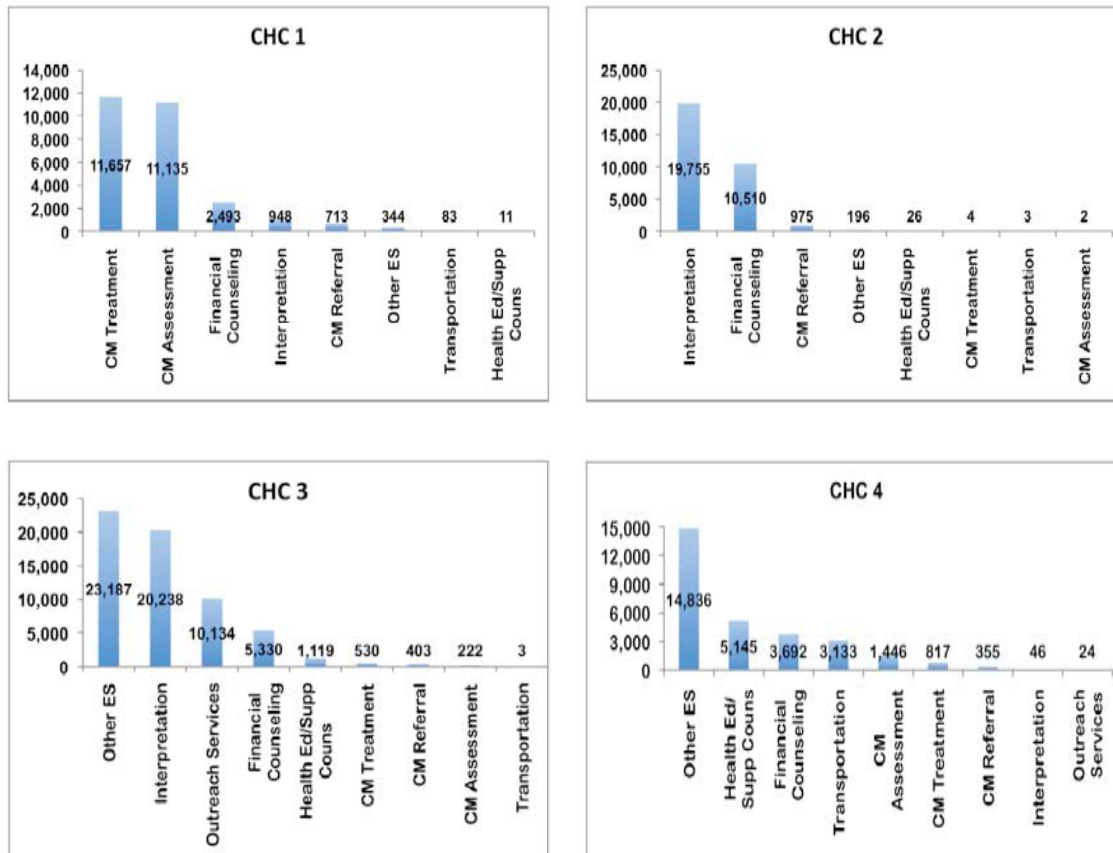 CHC 1
14,000
12,000
10,000
8,000
6,000
4,000
2,000
0
11,657
11,135
2,493
948
713
344
83
11
CM Treatment
CM Assessment
Financial
Counseling
Interpretation
CM Referral
Other ES
Transportation
Health Ed/Supp
Couns
CHC 2
25,000
20,000
15,000
10,000
5,000
0
19,755
10,510
975
196
26
4
3
2
Interpretation
Financial
Counseling
CM Referral
Other ES
Health Ed/Supp
Couns
CM Treatment
Transportation
CM Assessment
CHC 3
25,000
20,000
15,000
10,000
5,000
0
23,187
20,238
10,134
5,330
1,119
530
403
222
3
Other ES
Interpretation
Outreach Services
Financial
Counseling
Health Ed/Supp
Couns
CM Treatment
CM Referral
CM Assessment
Transportation
CHC 4
15,000
12,000
9,000
6,000
3,000
0
14,836
5,145
3,692
3,133
1,446
817
355
46
24
Other ES
Health Ed/
Supp Couns
Financial
Counseling
Transportation
CM
Assessment
CM Treatment
CM Referral
Interpretation
Outreach
Services